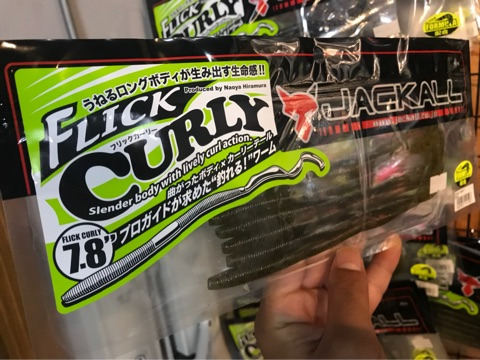 FLICK
CURLY
うねるロングボディが生み出す生命感!!
FLICK
Produced by Naoya Hiramura
フリックカーリー
CURLY
Slender body with lively curl action.
曲がったボディ×カーリーテール
プロガイドが求めた"釣れる!"ワーム
FLICK CURLY
7.8"
JACKALL
JACKALL